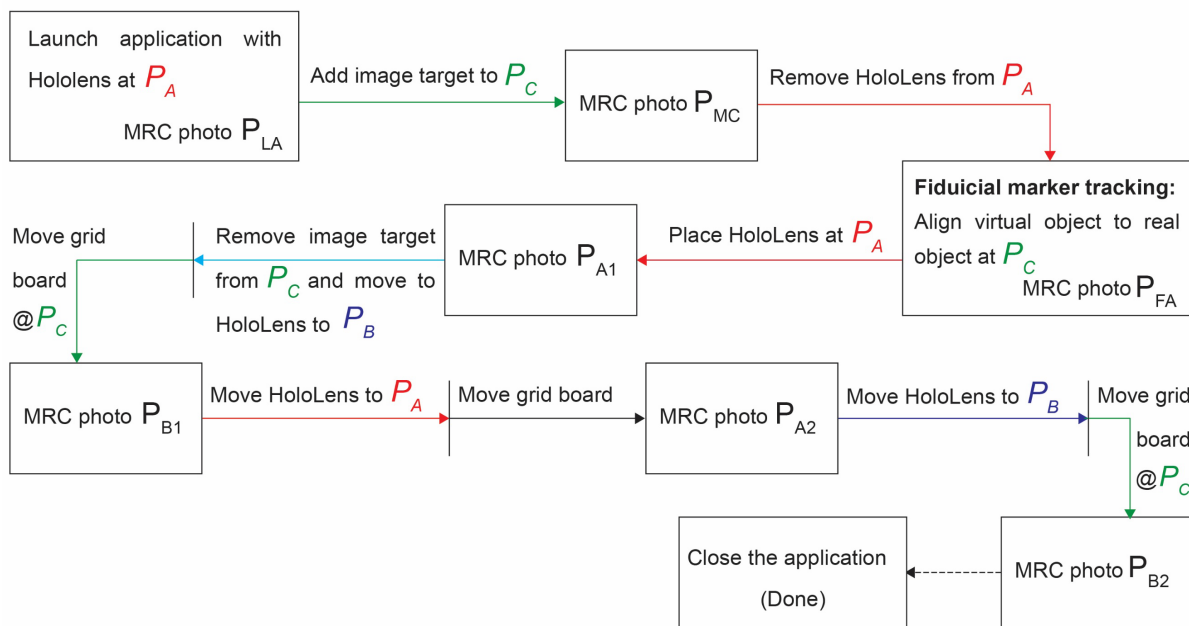 Launch application with
Hololens at P_A
MRC photo P_LA
Add image target to P_C
MRC photo P_MC
Remove HoloLens from P_A
Fiduicial marker tracking:
Align virtual object to real
object at P_C
MRC photo P_FA
Place HoloLens at P_A
MRC photo P_A1
Remove image target
from P_C and move to
HoloLens to P_B
Move grid
board
@P_C
MRC photo P_B1
Move HoloLens to P_A
Move grid board
MRC photo P_A2
Move HoloLens to P_B
Move grid
board
@P_C
MRC photo P_B2
Close the application
(Done)